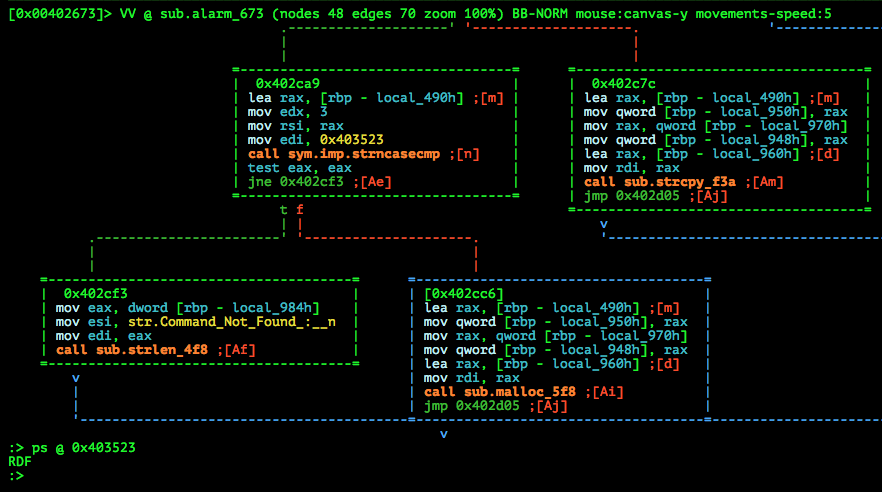 [0x00402673]> VV @ sub.alarm_673 (nodes 48 edges 70 zoom 100%) BB-NORM mouse:canvas-y movements-speed:5
0x402ca9
lea rax, [rbp - local_490h] ;[m]
mov edx, 3
mov rsi, rax
mov edi, 0x403523
call sym.imp.strncasecmp ;[n]
test eax, eax
jne 0x402cf3 ;[Ae]
0x402c7c
lea rax, [rbp - local_490h] ;[m]
mov qword [rbp - local_950h], rax
mov rax, qword [rbp - local_970h]
mov qword [rbp - local_948h], rax
lea rax, [rbp - local_960h] ;[d]
mov rdi, rax
call sub.strcpy_f3a ;[Am]
jmp 0x402d05 ;[Aj]
t f
v
0x402cf3
mov eax, dword [rbp - local_984h]
mov esi, str.Command_Not_Found_:__n
mov edi, eax
call sub.strlen_4f8 ;[Af]
v
[0x402cc6]
lea rax, [rbp - local_490h] ;[m]
mov qword [rbp - local_950h], rax
mov rax, qword [rbp - local_970h]
mov qword [rbp - local_948h], rax
lea rax, [rbp - local_960h] ;[d]
mov rdi, rax
call sub.malloc_5f8 ;[Ai]
jmp 0x402d05 ;[Aj]
v
:> ps @ 0x403523
RDF
:>